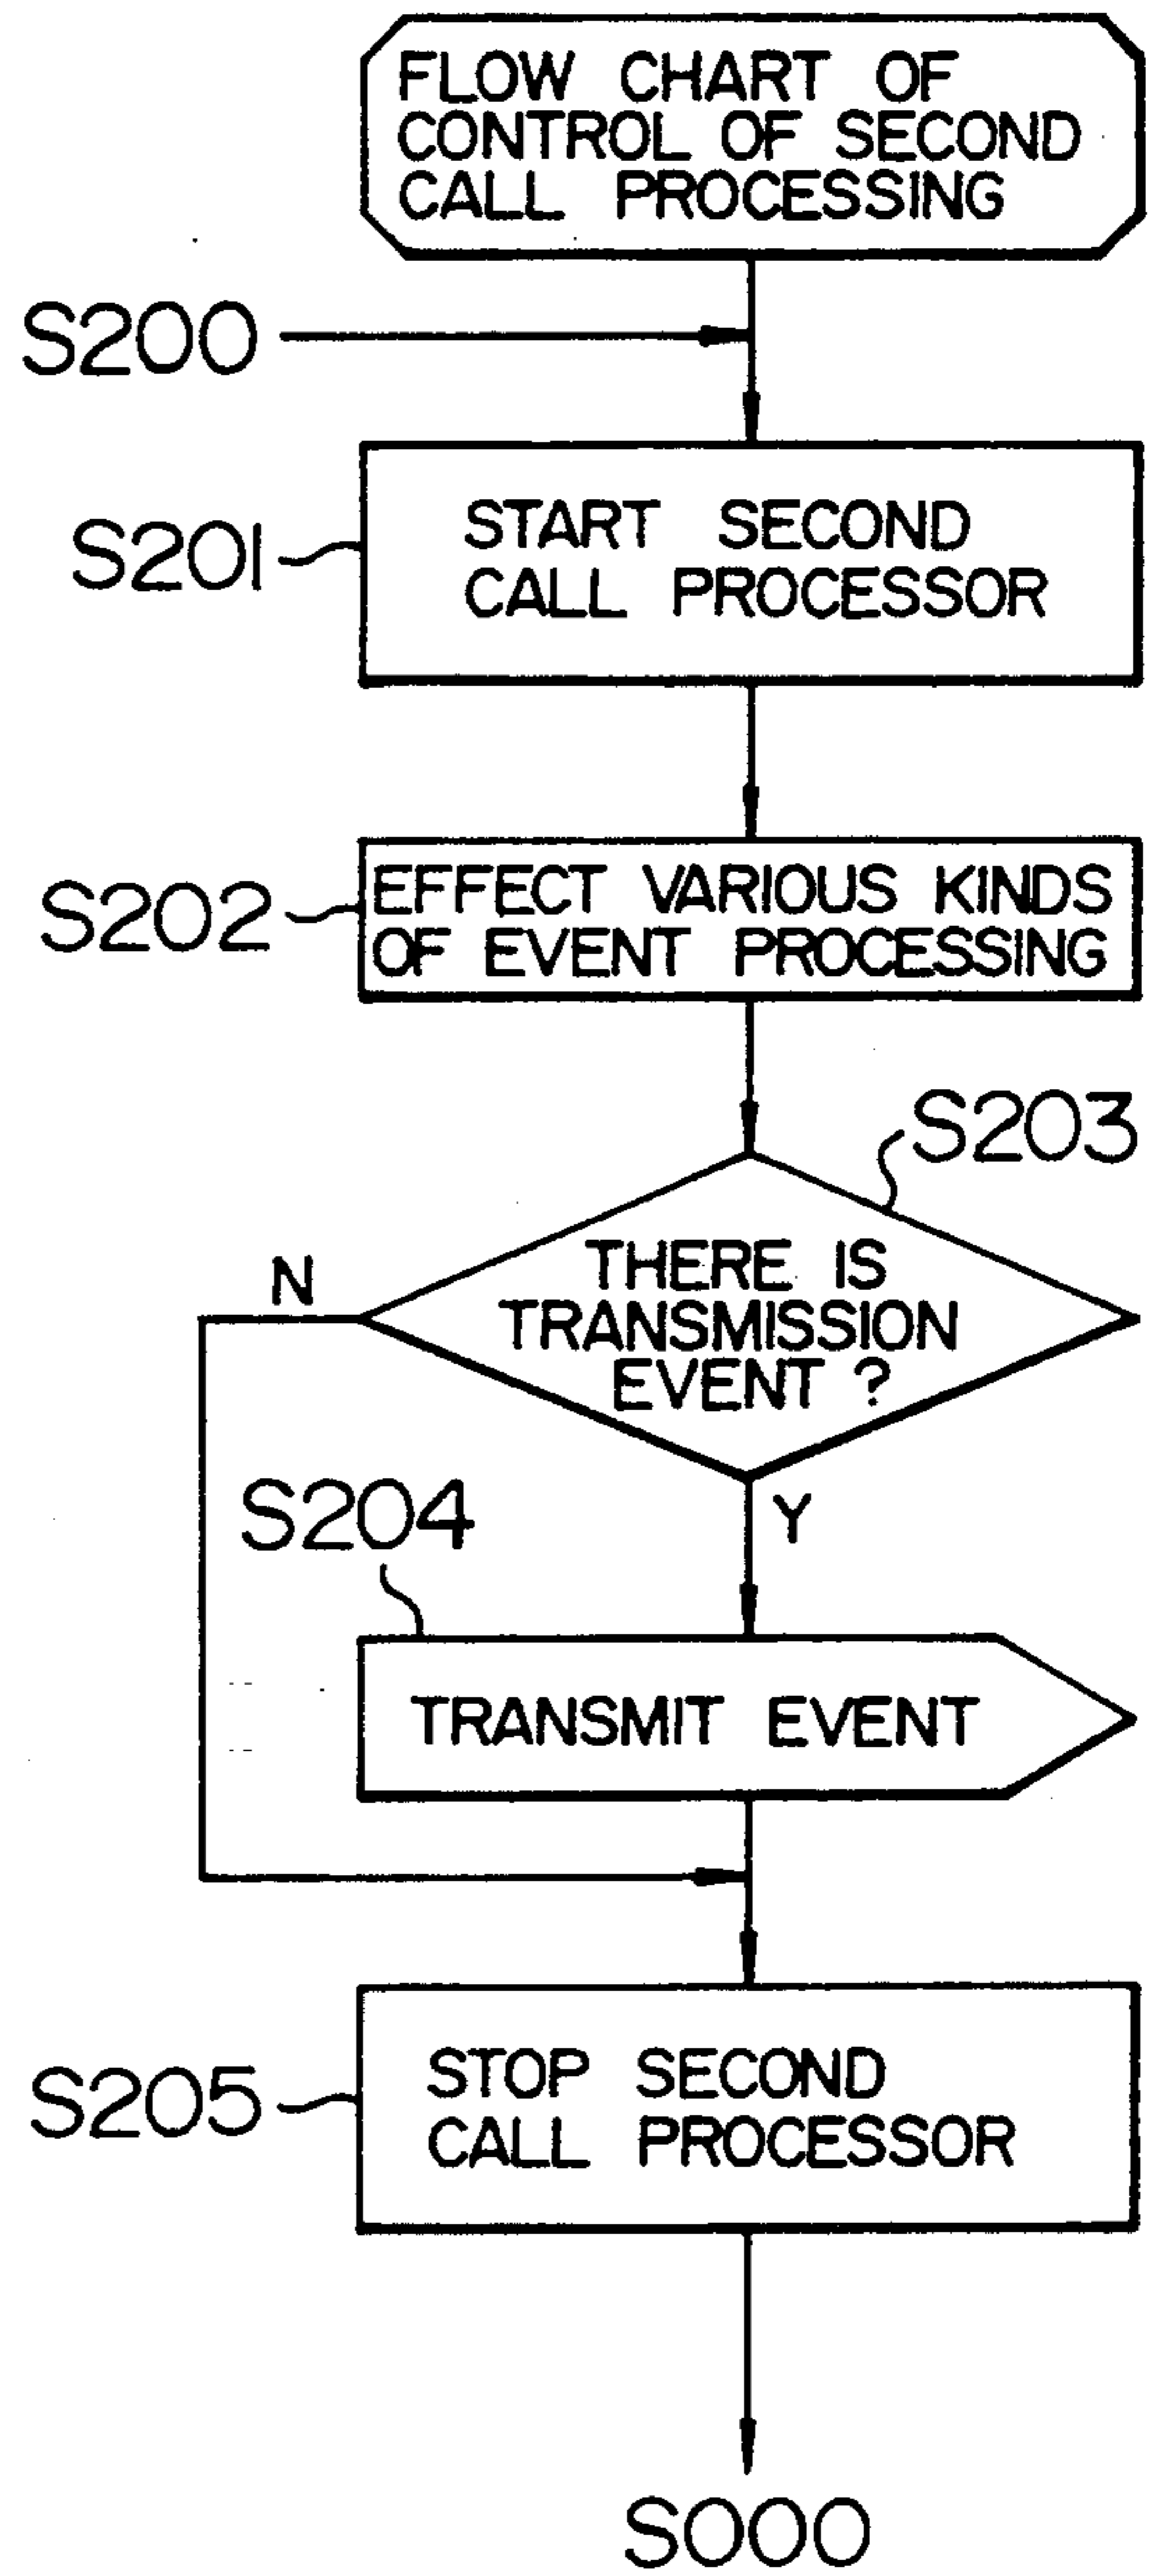 FLOW CHART OF
CONTROL OF SECOND
CALL PROCESSING
S200
S201
START SECOND
CALL PROCESSOR
S202
EFFECT VARIOUS KINDS
OF EVENT PROCESSING
S203
THERE IS
TRANSMISSION
EVENT ?
N
Y
S204
TRANSMIT EVENT
S205
STOP SECOND
CALL PROCESSOR
S000